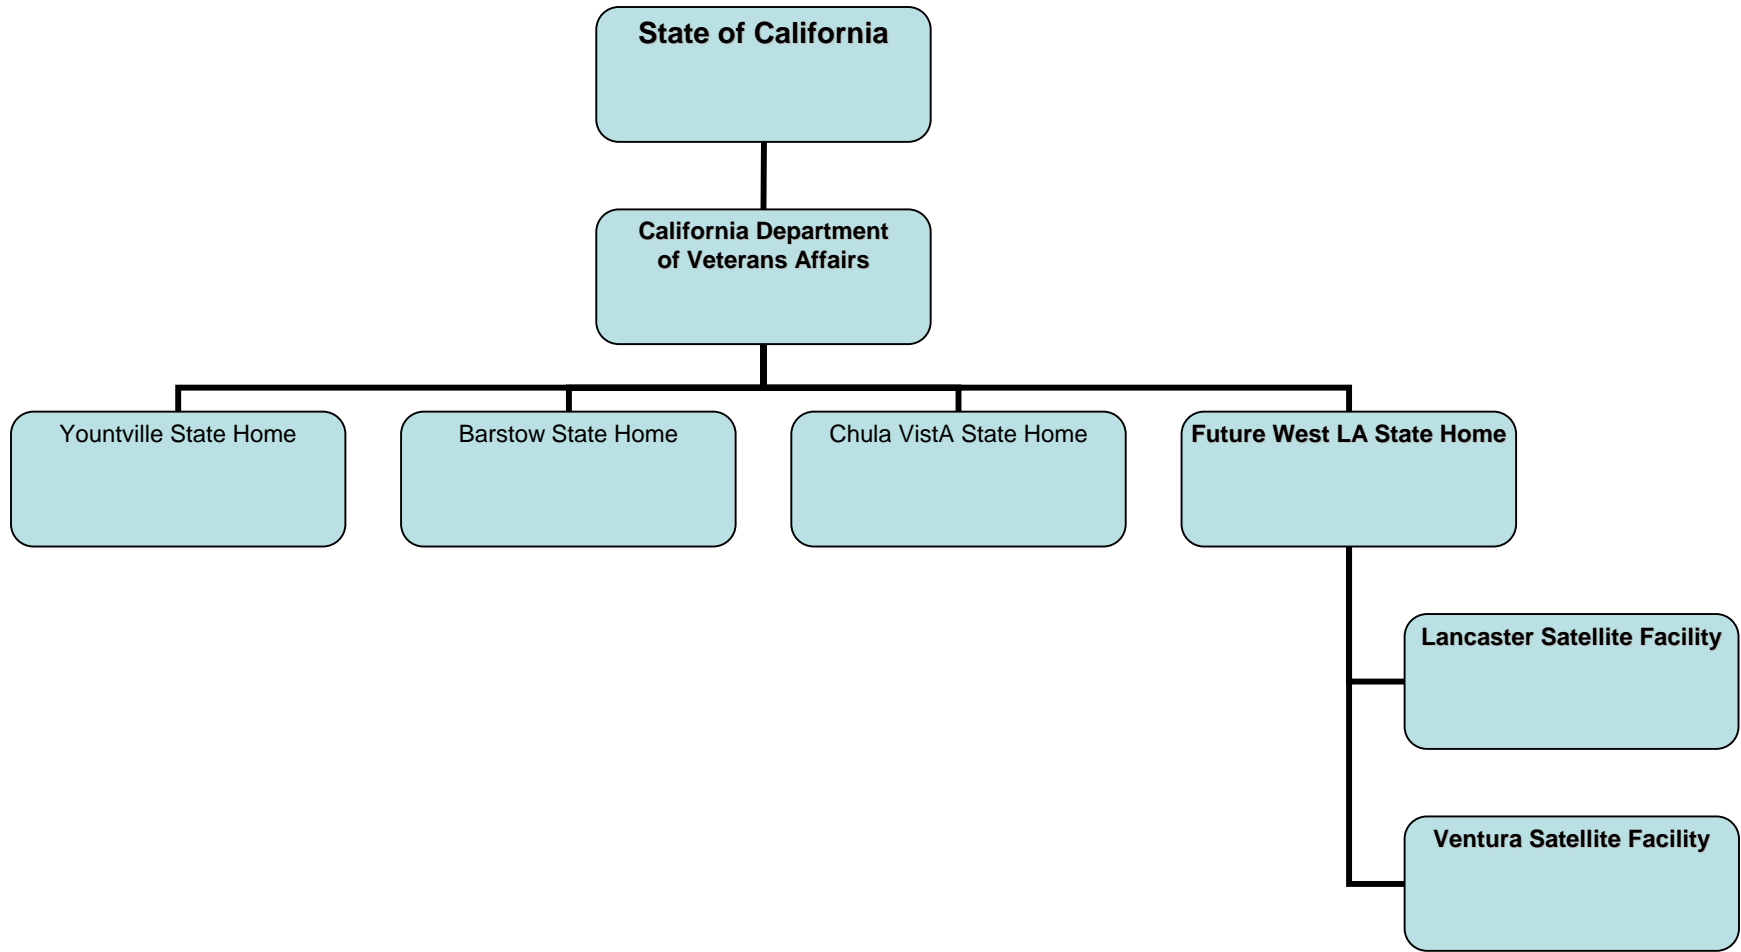 State of California
California Department
of Veterans Affairs
Yountville State Home
Barstow State Home
Chula VistA State Home
Future West LA State Home
Lancaster Satellite Facility
Ventura Satellite Facility